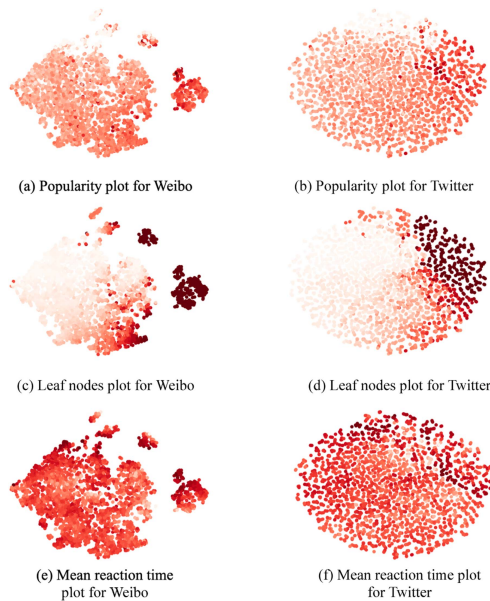 (a) Popularity plot for Weibo
(b) Popularity plot for Twitter
(c) Leaf nodes plot for Weibo
(d) Leaf nodes plot for Twitter
(e) Mean reaction time
plot for Weibo
(f) Mean reaction time plot
for Twitter